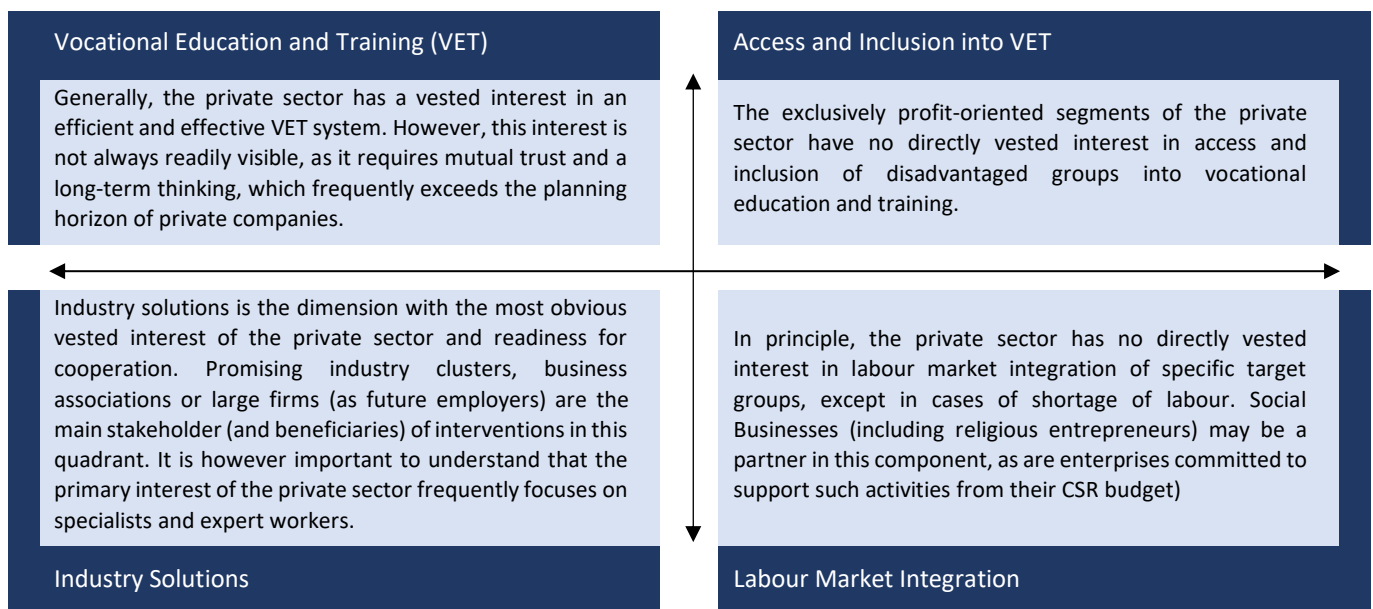 Vocational Education and Training (VET)
Generally, the private sector has a vested interest in an
efficient and effective VET system. However, this interest is
not always readily visible, as it requires mutual trust and a
long-term thinking, which frequently exceeds the planning
horizon of private companies.
Access and Inclusion into VET
The exclusively profit-oriented segments of the private
sector have no directly vested interest in access and
inclusion of disadvantaged groups into vocational
education and training.
Industry solutions is the dimension with the most obvious
vested interest of the private sector and readiness for
cooperation. Promising industry clusters, business
associations or large firms (as future employers) are the
main stakeholder (and beneficiaries) of interventions in this
quadrant. It is however important to understand that the
primary interest of the private sector frequently focuses on
specialists and expert workers.
Industry Solutions
In principle, the private sector has no directly vested
interest in labour market integration of specific target
groups, except in cases of shortage of labour. Social
Businesses (including religious entrepreneurs) may be a
partner in this component, as are enterprises committed to
support such activities from their CSR budget)
Labour Market Integration